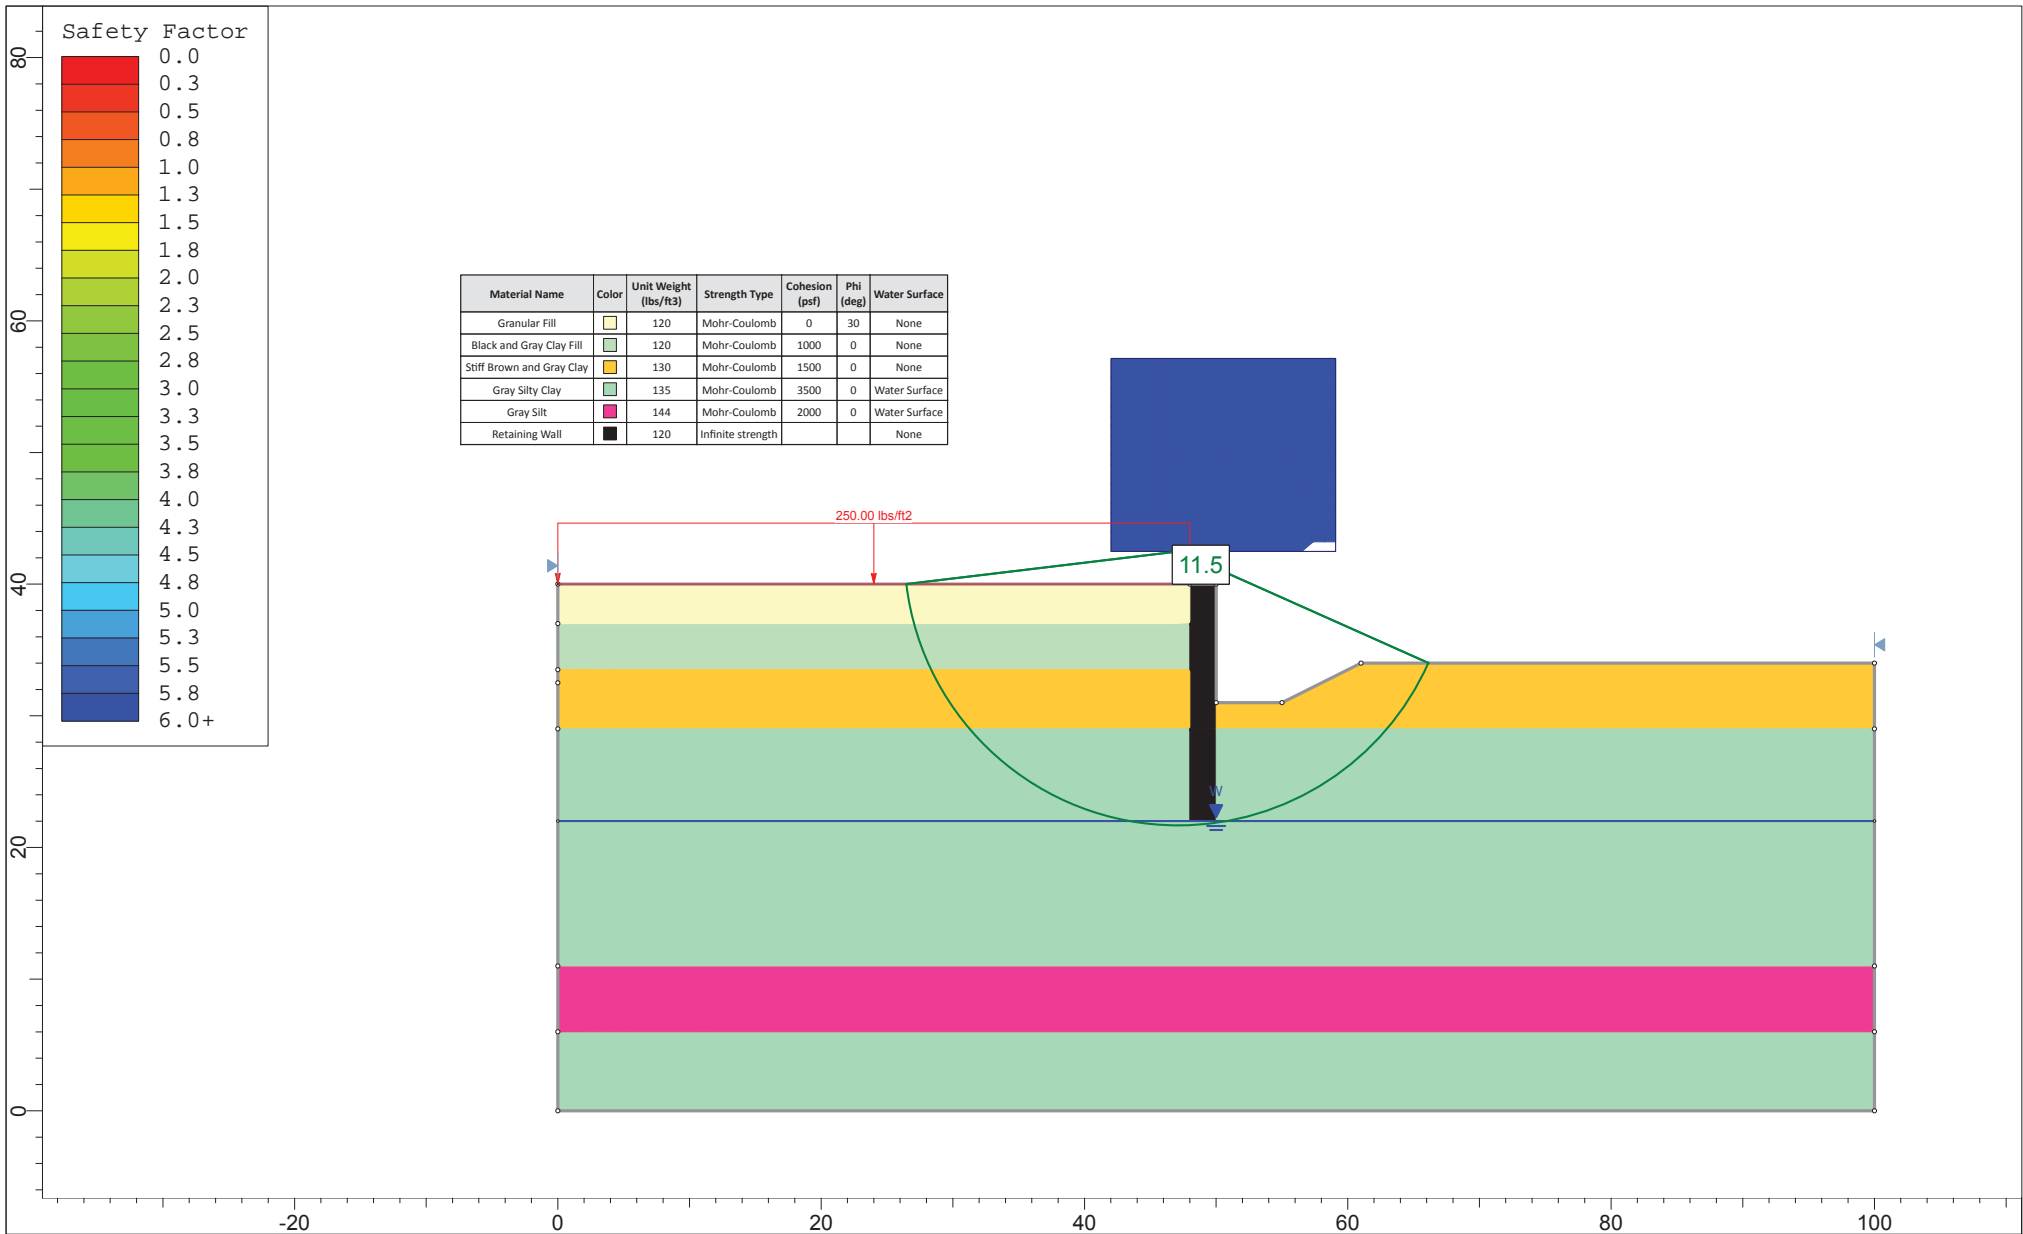 Safety Factor
0.0
0.3
0.5
0.8
1.0
1.3
1.5
1.8
2.0
2.3
2.5
2.8
3.0
3.3
3.5
3.8
4.0
4.3
4.5
4.8
5.0
5.3
5.5
5.8
6.0+
Material Name Color Unit Weight (lbs/ft3) Strength Type Cohesion (psf) Phi (deg) Water Surface
Granular Fill 120 Mohr-Coulomb 0 30 None
Black and Gray Clay Fill 120 Mohr-Coulomb 1000 0 None
Stiff Brown and Gray Clay 130 Mohr-Coulomb 1500 0 None
Gray Silty Clay 135 Mohr-Coulomb 3500 0 Water Surface
Gray Silt 144 Mohr-Coulomb 2000 0 Water Surface
Retaining Wall 120 Infinite strength None
250.00 lbs/ft2
11.5
W
80
60
40
20
0
-20 0 20 40 60 80 100